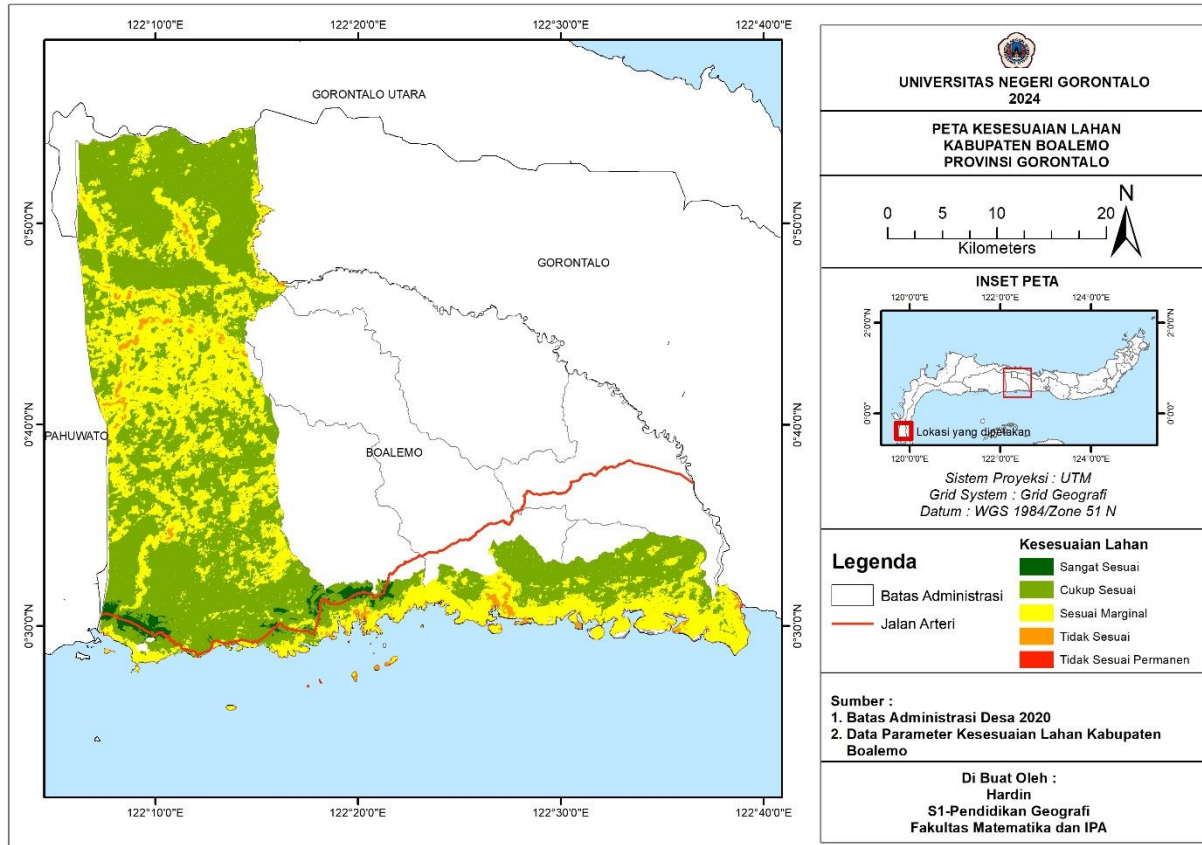 122°10'0"E
122°20'0"E
122°30'0"E
122°40'0"E
GORONTALO UTARA
0°50'0"N
0°50'0"N
GORONTALO
PAHUWATO
0°40'0"N
BOALEMO
0°40'0"N
0°30'0"N
0°30'0"N
122°10'0"E
122°20'0"E
122°30'0"E
122°40'0"E
UNIVERSITAS NEGERI GORONTALO
2024
PETA KESESUAIAN LAHAN
KABUPATEN BOALEMO
PROVINSI GORONTALO
N
0 5 10 20
Kilometers
INSET PETA
120°0'0"E 122°0'0"E 124°0'0"E
2°0'0"N
2°0'0"N
0°0'0"
0°0'0"
Lokasi yang dipetakan
120°0'0"E 122°0'0"E 124°0'0"E
Sistem Proyeksi : UTM
Grid System : Grid Geografi
Datum : WGS 1984/Zone 51 N
Legenda
Batas Administrasi
Jalan Arteri
Kesesuaian Lahan
Sangat Sesuai
Cukup Sesuai
Sesuai Marginal
Tidak Sesuai
Tidak Sesuai Permanen
Sumber :
1. Batas Administrasi Desa 2020
2. Data Parameter Kesesuaian Lahan Kabupaten
Boalemo
Di Buat Oleh :
Hardin
S1-Pendidikan Geografi
Fakultas Matematika dan IPA